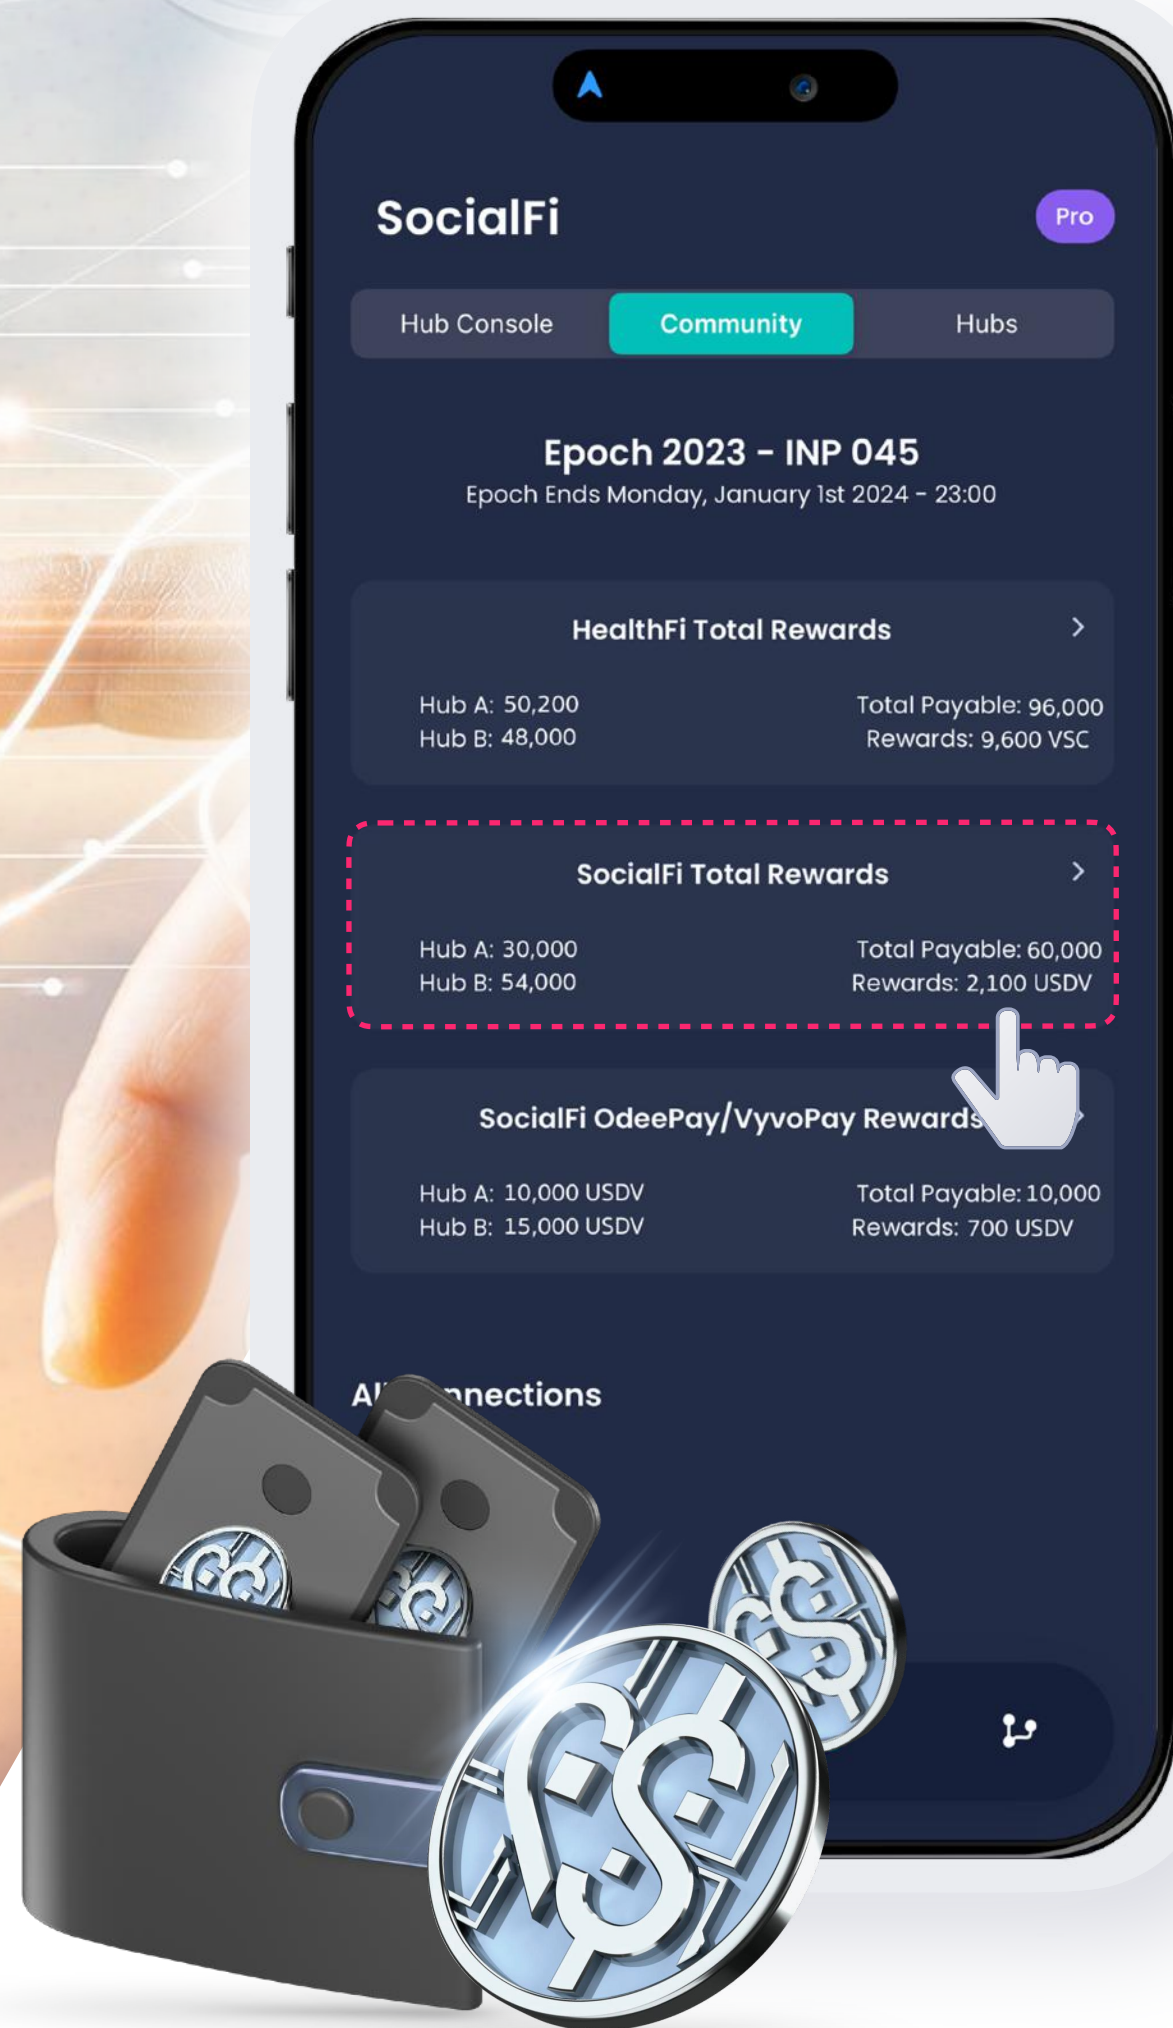 SocialFi
Pro
Hub Console
Community
Hubs
Epoch 2023 - INP 045
Epoch Ends Monday, January 1st 2024 - 23:00
HealthFi Total Rewards
Hub A: 50,200
Total Payable: 96,000
Hub B: 48,000
Rewards: 9,600 VSC
SocialFi Total Rewards
Hub A: 30,000
Total Payable: 60,000
Hub B: 54,000
Rewards: 2,100 USDV
SocialFi OdeePay/VyvoPay Rewards
Hub A: 10,000 USDV
Total Payable: 10,000
Hub B: 15,000 USDV
Rewards: 700 USDV
All Connections